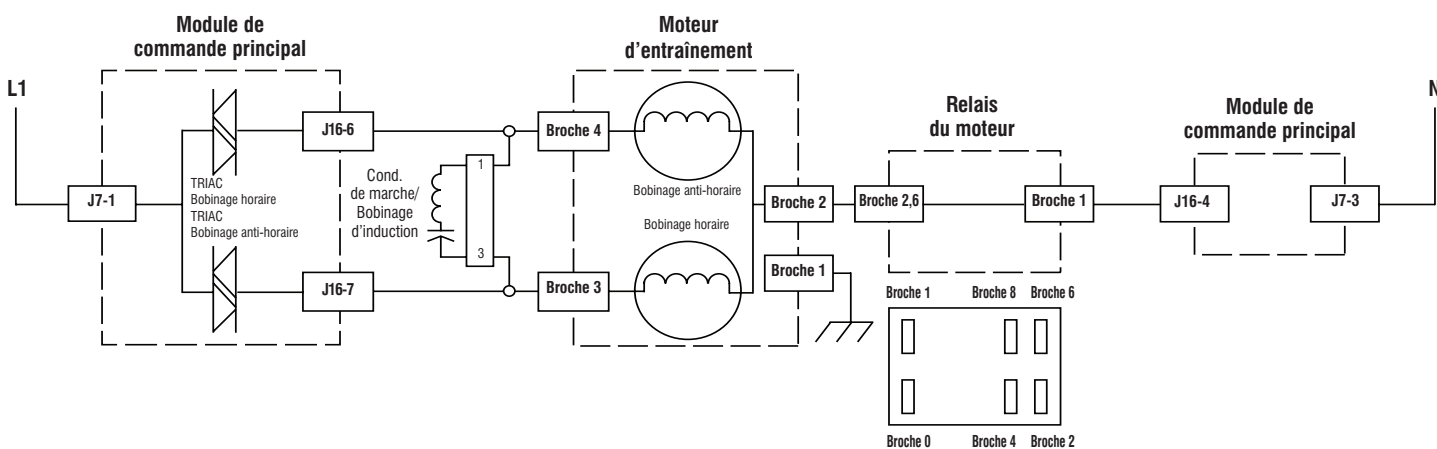 Module de
commande principal
Moteur
d’entraînement
L1
N
Relais
du moteur
Module de
commande principal
J16-6
Broche 4
Cond.
de marche/
Bobinage
d’induction
1
3
TRIAC
Bobinage horaire
TRIAC
Bobinage anti-horaire
J7-1
Bobinage anti-horaire
Bobinage horaire
Broche 2
Broche 2,6
Broche 1
J16-4
J7-3
Broche 1
J16-7
Broche 3
Broche 1
Broche 8
Broche 6
Broche 0
Broche 4
Broche 2